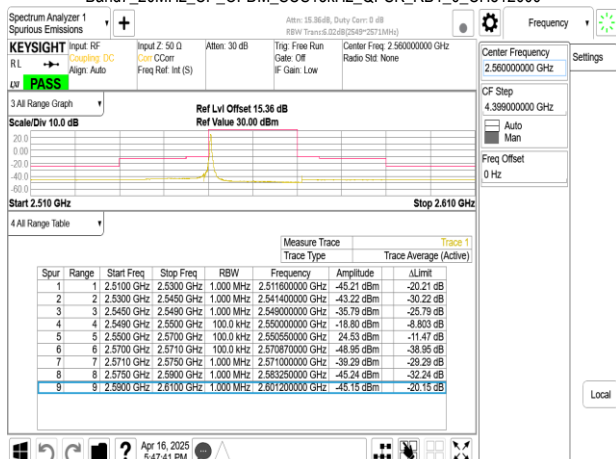 Spectrum Analyzer 1
Spurious Emissions
Attn: 15.36dB, Duty Corr: 0 dB
Frequency
KEYSIGHT
RL
PASS
Input: RF
Coupling: DC
Align: Auto
Input Z: 50 Ω
Corr CCorr
Freq Ref: Int (S)
Atten: 30 dB
Trig: Free Run
Gate: Off
IF Gain: Low
Center Freq: 2.560000000 GHz
Radio Std: None
Center Frequency
2.560000000 GHz
Settings
CF Step
4.399000000 GHz
Auto
Man
Freq Offset
0 Hz
3 All Range Graph
Scale/Div 10.0 dB
Ref Lvl Offset 15.36 dB
Ref Value 30.00 dBm
20.0
0.00
-20.0
-40.0
-60.0
Start 2.510 GHz
Stop 2.610 GHz
4 All Range Table
Measure Trace Trace 1
Trace Type Trace Average (Active)
Spur Range Start Freq Stop Freq RBW Frequency Amplitude ΔLimit
1 1 2.5100 GHz 2.5300 GHz 1.000 MHz 2.511600000 GHz -45.21 dBm -20.21 dB
2 2 2.5300 GHz 2.5450 GHz 1.000 MHz 2.541400000 GHz -43.22 dBm -30.22 dB
3 3 2.5450 GHz 2.5490 GHz 1.000 MHz 2.549000000 GHz -35.79 dBm -25.79 dB
4 4 2.5490 GHz 2.5500 GHz 100.0 kHz 2.550000000 GHz -18.80 dBm -8.803 dB
5 5 2.5500 GHz 2.5700 GHz 100.0 kHz 2.550550000 GHz 24.53 dBm -11.47 dB
6 6 2.5700 GHz 2.5710 GHz 100.0 kHz 2.570870000 GHz -48.95 dBm -38.95 dB
7 7 2.5710 GHz 2.5750 GHz 1.000 MHz 2.571000000 GHz -39.29 dBm -29.29 dB
8 8 2.5750 GHz 2.5900 GHz 1.000 MHz 2.583250000 GHz -45.24 dBm -32.24 dB
9 9 2.5900 GHz 2.6100 GHz 1.000 MHz 2.601200000 GHz -45.15 dBm -20.15 dB
Local
Apr 16, 2025
5:47:41 PM